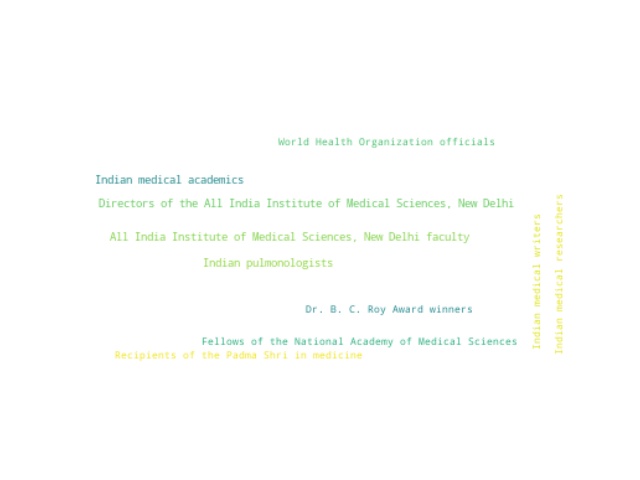 World Health Organization officials
Indian medical academics
Directors of the All India Institute of Medical Sciences, New Delhi
All India Institute of Medical Sciences, New Delhi faculty
Indian pulmonologists
Dr. B. C. Roy Award winners
Fellows of the National Academy of Medical Sciences
Recipients of the Padma Shri in medicine
Indian medical writers
Indian medical researchers